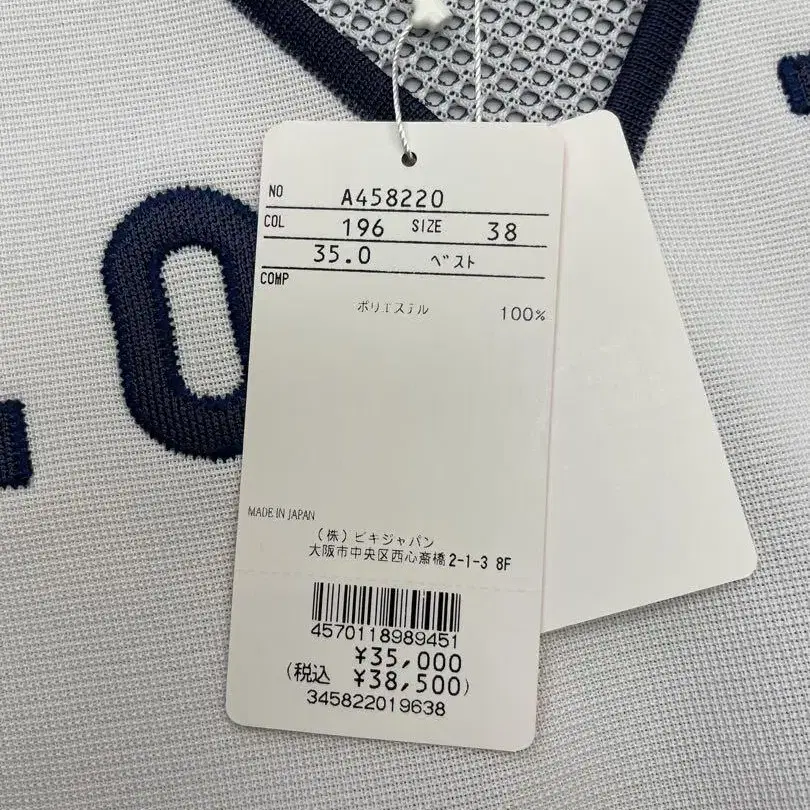 NO A458220
COL 196 SIZE 38
35.0 ベスト
COMP
ポリエステル 100%
MADE IN JAPAN
(株)ビキジャパン
大阪市中央区西心斎橋2-1-3 8F
4570118989451
¥35,000
(税込 ¥38,500)
345822019638
O